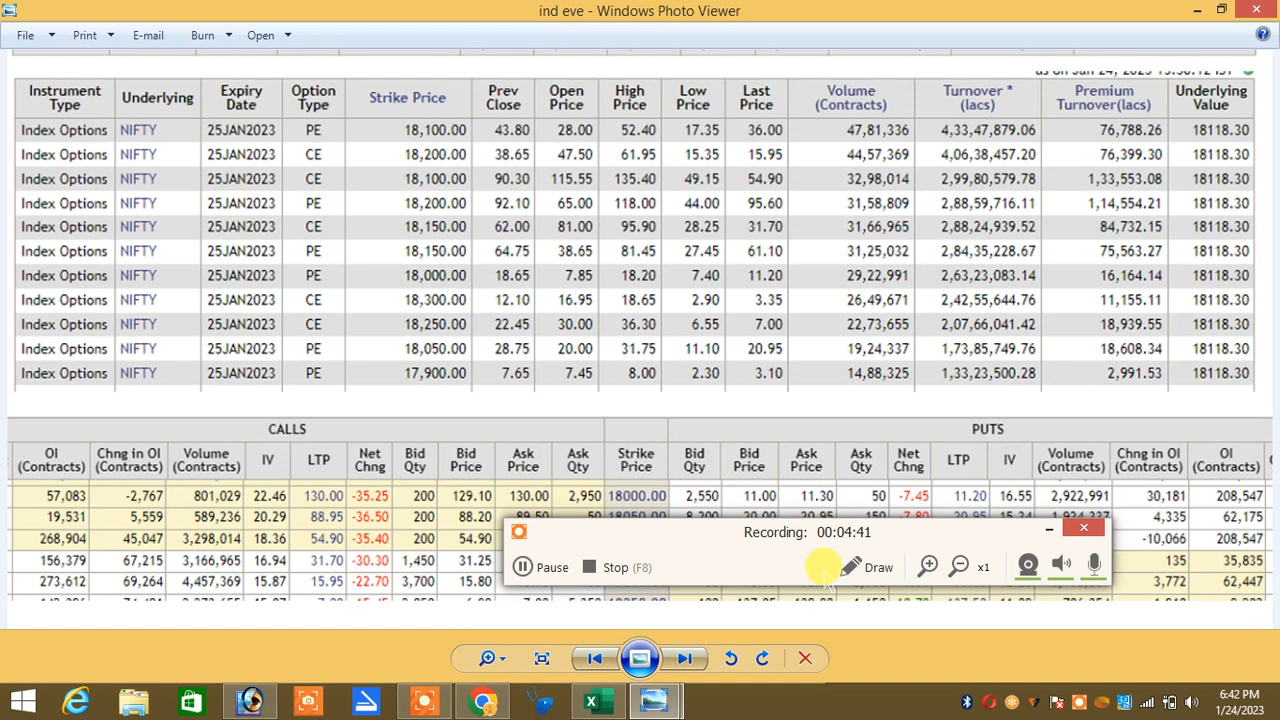 ind eve - Windows Photo Viewer
File Print E-mail Burn Open
Instrument Type Underlying Expiry Date Option Type Strike Price Prev Close Open Price High Price Low Price Last Price Volume (Contracts) Turnover * (lacs) Premium Turnover(lacs) Underlying Value
Index Options NIFTY 25JAN2023 PE 18,100.00 43.80 28.00 52.40 17.35 36.00 47,81,336 4,33,47,879.06 76,788.26 18118.30
Index Options NIFTY 25JAN2023 CE 18,200.00 38.65 47.50 61.95 15.35 15.95 44,57,369 4,06,38,457.20 76,399.30 18118.30
Index Options NIFTY 25JAN2023 CE 18,100.00 90.30 115.55 135.40 49.15 54.90 32,98,014 2,99,80,579.78 1,33,553.08 18118.30
Index Options NIFTY 25JAN2023 PE 18,200.00 92.10 65.00 118.00 44.00 95.60 31,58,809 2,88,59,716.11 1,14,554.21 18118.30
Index Options NIFTY 25JAN2023 CE 18,150.00 62.00 81.00 95.90 28.25 31.70 31,66,965 2,88,24,939.52 84,732.15 18118.30
Index Options NIFTY 25JAN2023 PE 18,150.00 64.75 38.65 81.45 27.45 61.10 31,25,032 2,84,35,228.67 75,563.27 18118.30
Index Options NIFTY 25JAN2023 PE 18,000.00 18.65 7.85 18.20 7.40 11.20 29,22,991 2,63,23,083.14 16,164.14 18118.30
Index Options NIFTY 25JAN2023 CE 18,300.00 12.10 16.95 18.65 2.90 3.35 26,49,671 2,42,55,644.76 11,155.11 18118.30
Index Options NIFTY 25JAN2023 CE 18,250.00 22.45 30.00 36.30 6.55 7.00 22,73,655 2,07,66,041.42 18,939.55 18118.30
Index Options NIFTY 25JAN2023 PE 18,050.00 28.75 20.00 31.75 11.10 20.95 19,24,337 1,73,85,749.76 18,608.34 18118.30
Index Options NIFTY 25JAN2023 PE 17,900.00 7.65 7.45 8.00 2.30 3.10 14,88,325 1,33,23,500.28 2,991.53 18118.30
CALLS PUTS
OI (Contracts) Chng in OI (Contracts) Volume (Contracts) IV LTP Net Chng Bid Qty Bid Price Ask Price Ask Qty Strike Price Bid Qty Bid Price Ask Price Ask Qty Net Chng LTP IV Volume (Contracts) Chng in OI (Contracts) OI (Contracts)
57,083 -2,767 801,029 22.46 130.00 -35.25 200 129.10 130.00 2,950 18000.00 2,550 11.00 11.30 50 -7.45 11.20 16.55 2,922,991 30,181 208,547
19,531 5,559 589,236 20.29 88.95 -36.50 200 88.20 4,335 62,175
268,904 45,047 3,298,014 18.36 54.90 -35.40 200 54.90 -10,066 208,547
156,379 67,215 3,166,965 16.94 31.70 -30.30 1,450 31.25 135 35,835
273,612 69,264 4,457,369 15.87 15.95 -22.70 3,700 15.80 3,772 62,447
Recording: 00:04:41
Pause Stop (F8) Draw x1
6:42 PM
1/24/2023